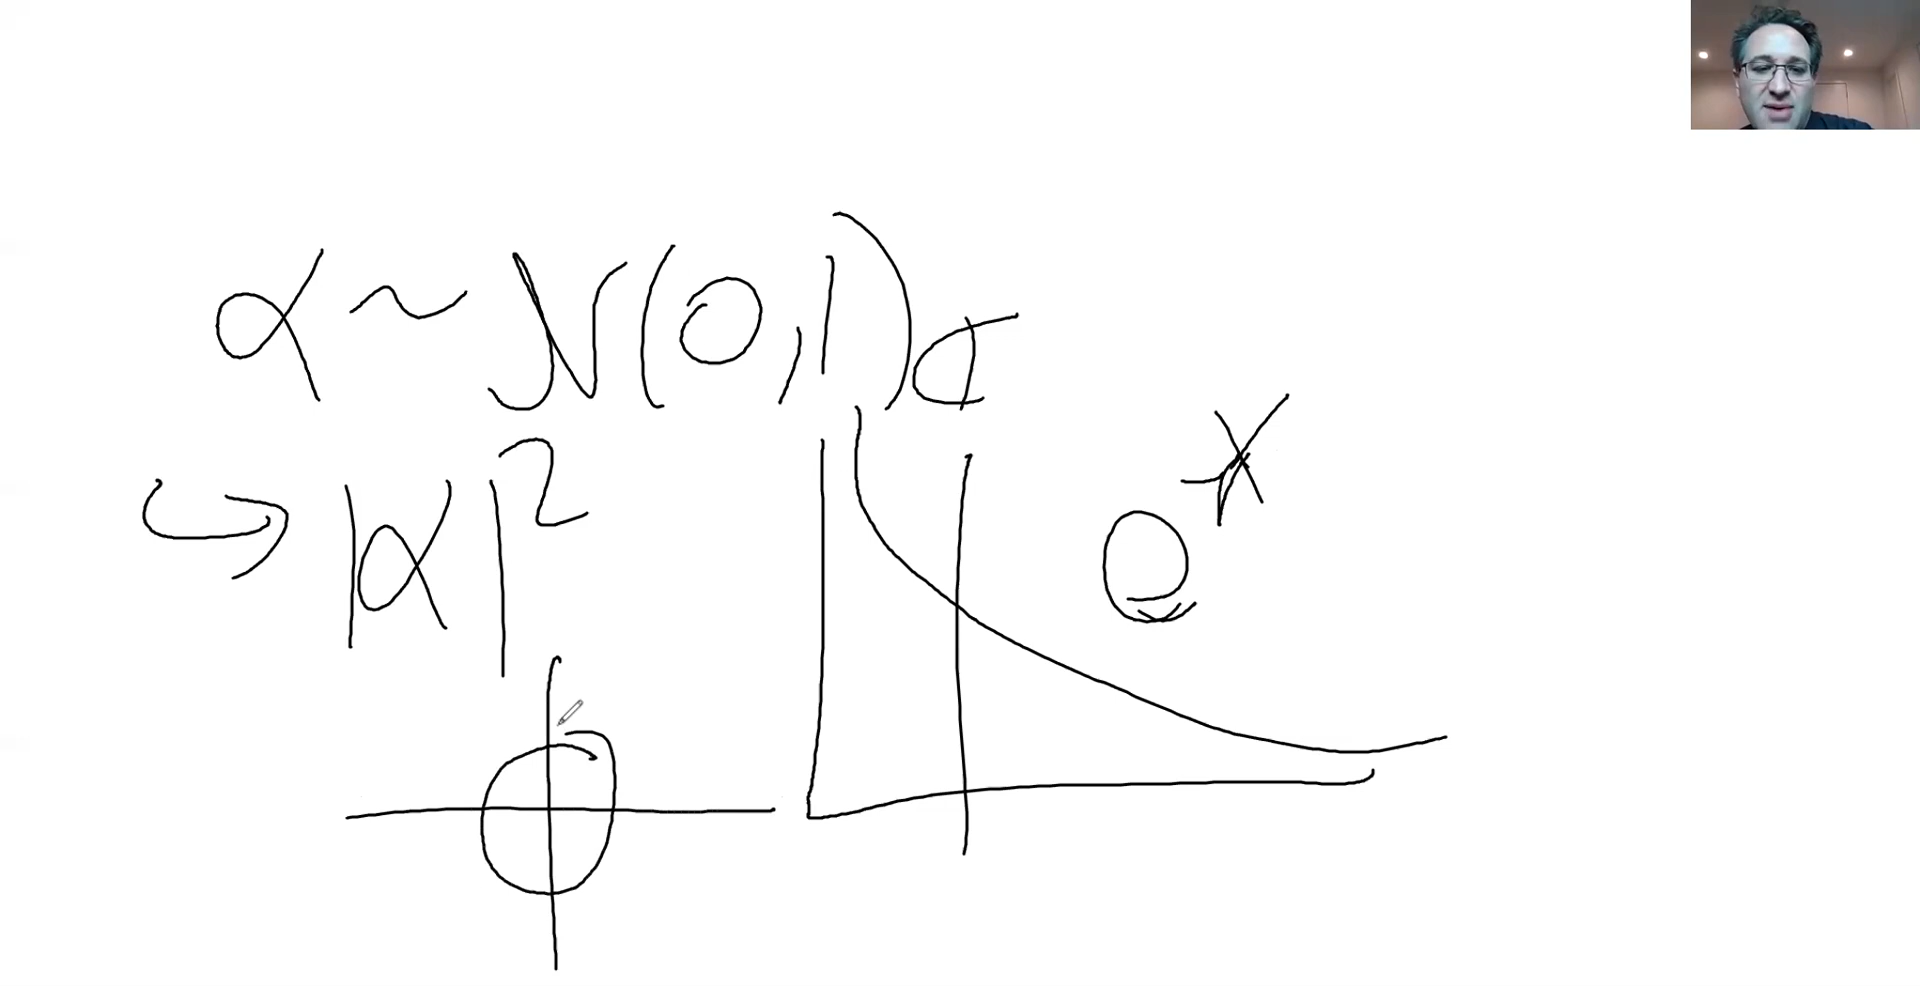 α ~ N(0,1)ℂ
|α|²
e⁻ˣ